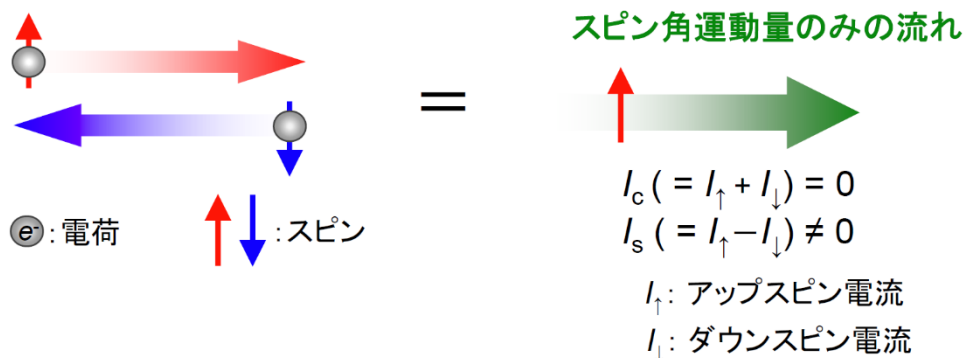 スピン角運動量のみの流れ
=
I↑c ( = I↑ + I↓) = 0
Is ( = I↑ − I↓) ≠ 0
e- : 電荷
: スピン
I↑: アップスピン電流
I↓: ダウンスピン電流